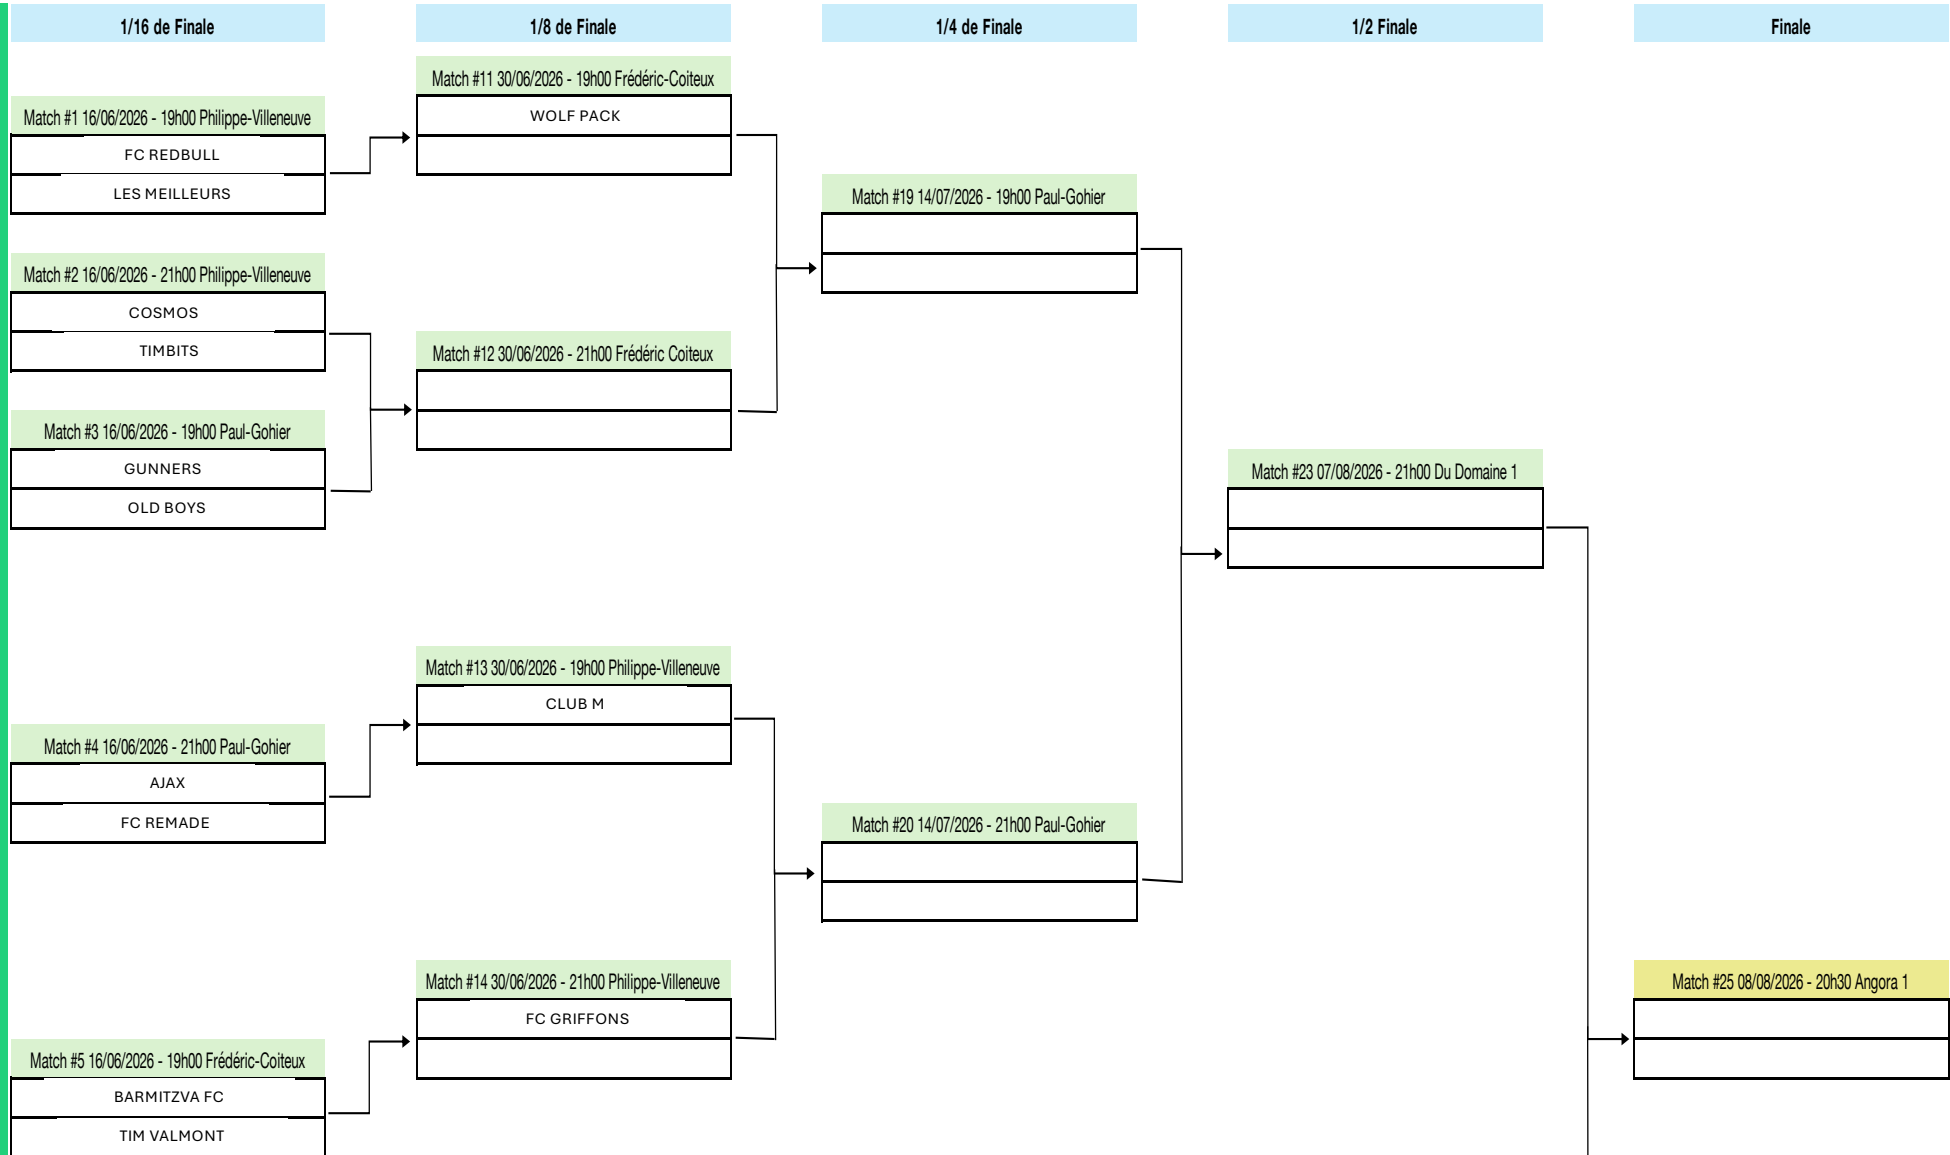 1/16 de Finale
1/8 de Finale
1/4 de Finale
1/2 Finale
Finale
Match #11 30/06/2026 - 19h00 Frédéric-Coiteux
WOLF PACK
Match #1 16/06/2026 - 19h00 Philippe-Villeneuve
FC REDBULL
LES MEILLEURS
Match #19 14/07/2026 - 19h00 Paul-Gohier
Match #2 16/06/2026 - 21h00 Philippe-Villeneuve
COSMOS
TIMBITS
Match #12 30/06/2026 - 21h00 Frédéric Coiteux
Match #3 16/06/2026 - 19h00 Paul-Gohier
GUNNERS
OLD BOYS
Match #23 07/08/2026 - 21h00 Du Domaine 1
Match #13 30/06/2026 - 19h00 Philippe-Villeneuve
CLUB M
Match #4 16/06/2026 - 21h00 Paul-Gohier
AJAX
FC REMADE
Match #20 14/07/2026 - 21h00 Paul-Gohier
Match #14 30/06/2026 - 21h00 Philippe-Villeneuve
FC GRIFFONS
Match #25 08/08/2026 - 20h30 Angora 1
Match #5 16/06/2026 - 19h00 Frédéric-Coiteux
BARMITZVA FC
TIM VALMONT